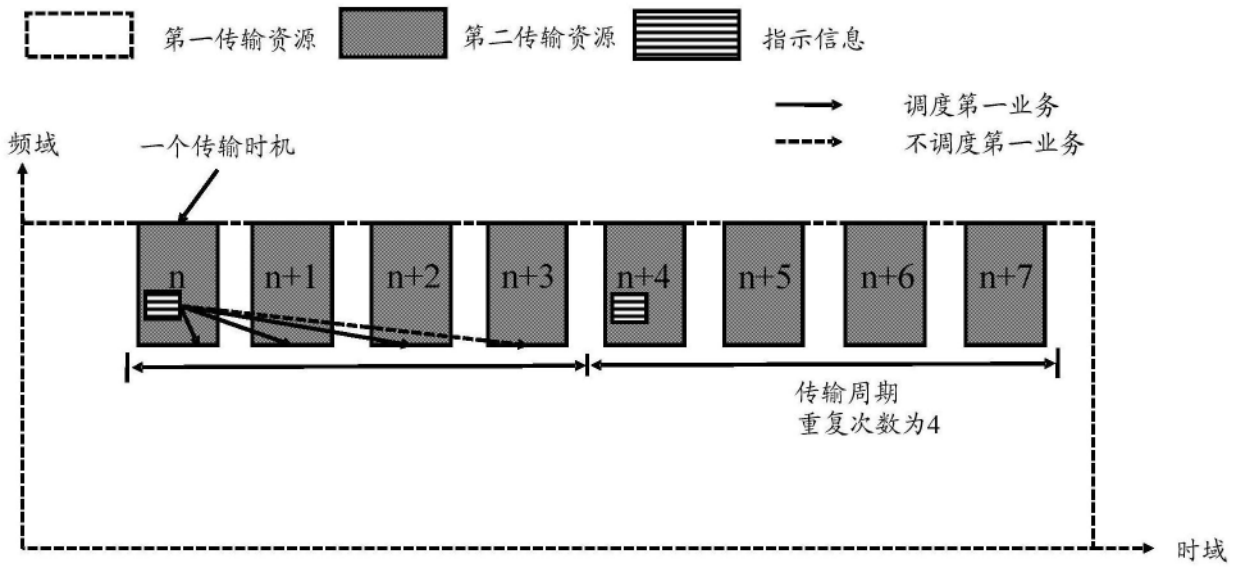 第一传输资源
第二传输资源
指示信息
调度第一业务
不调度第一业务
频域
一个传输时机
n
n+1
n+2
n+3
n+4
n+5
n+6
n+7
传输周期
重复次数为4
时域